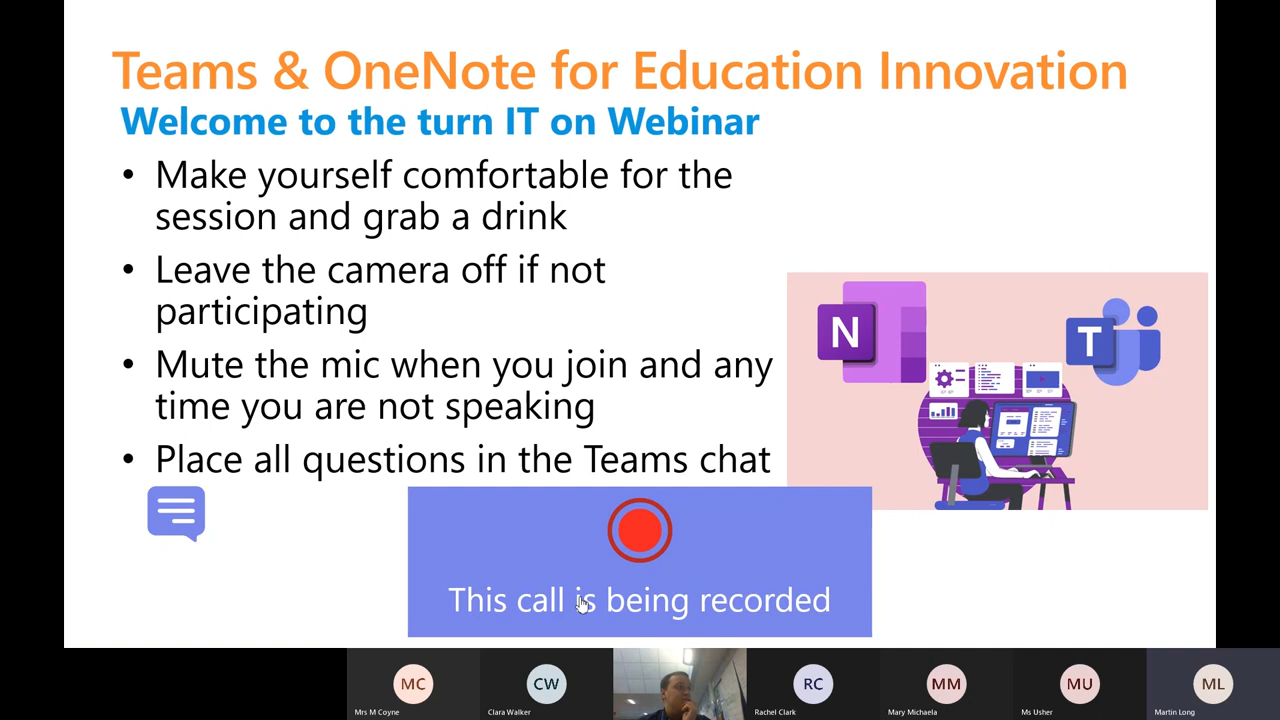 Teams & OneNote for Education Innovation
Welcome to the turn IT on Webinar
• Make yourself comfortable for the
session and grab a drink
• Leave the camera off if not
participating
• Mute the mic when you join and any
time you are not speaking
• Place all questions in the Teams chat
N
T
This call is being recorded
MC
CW
RC
MM
MU
ML
Mrs M Coyne
Clara Walker
Rachel Clark
Mary Michaela
Ms Usher
Martin Long